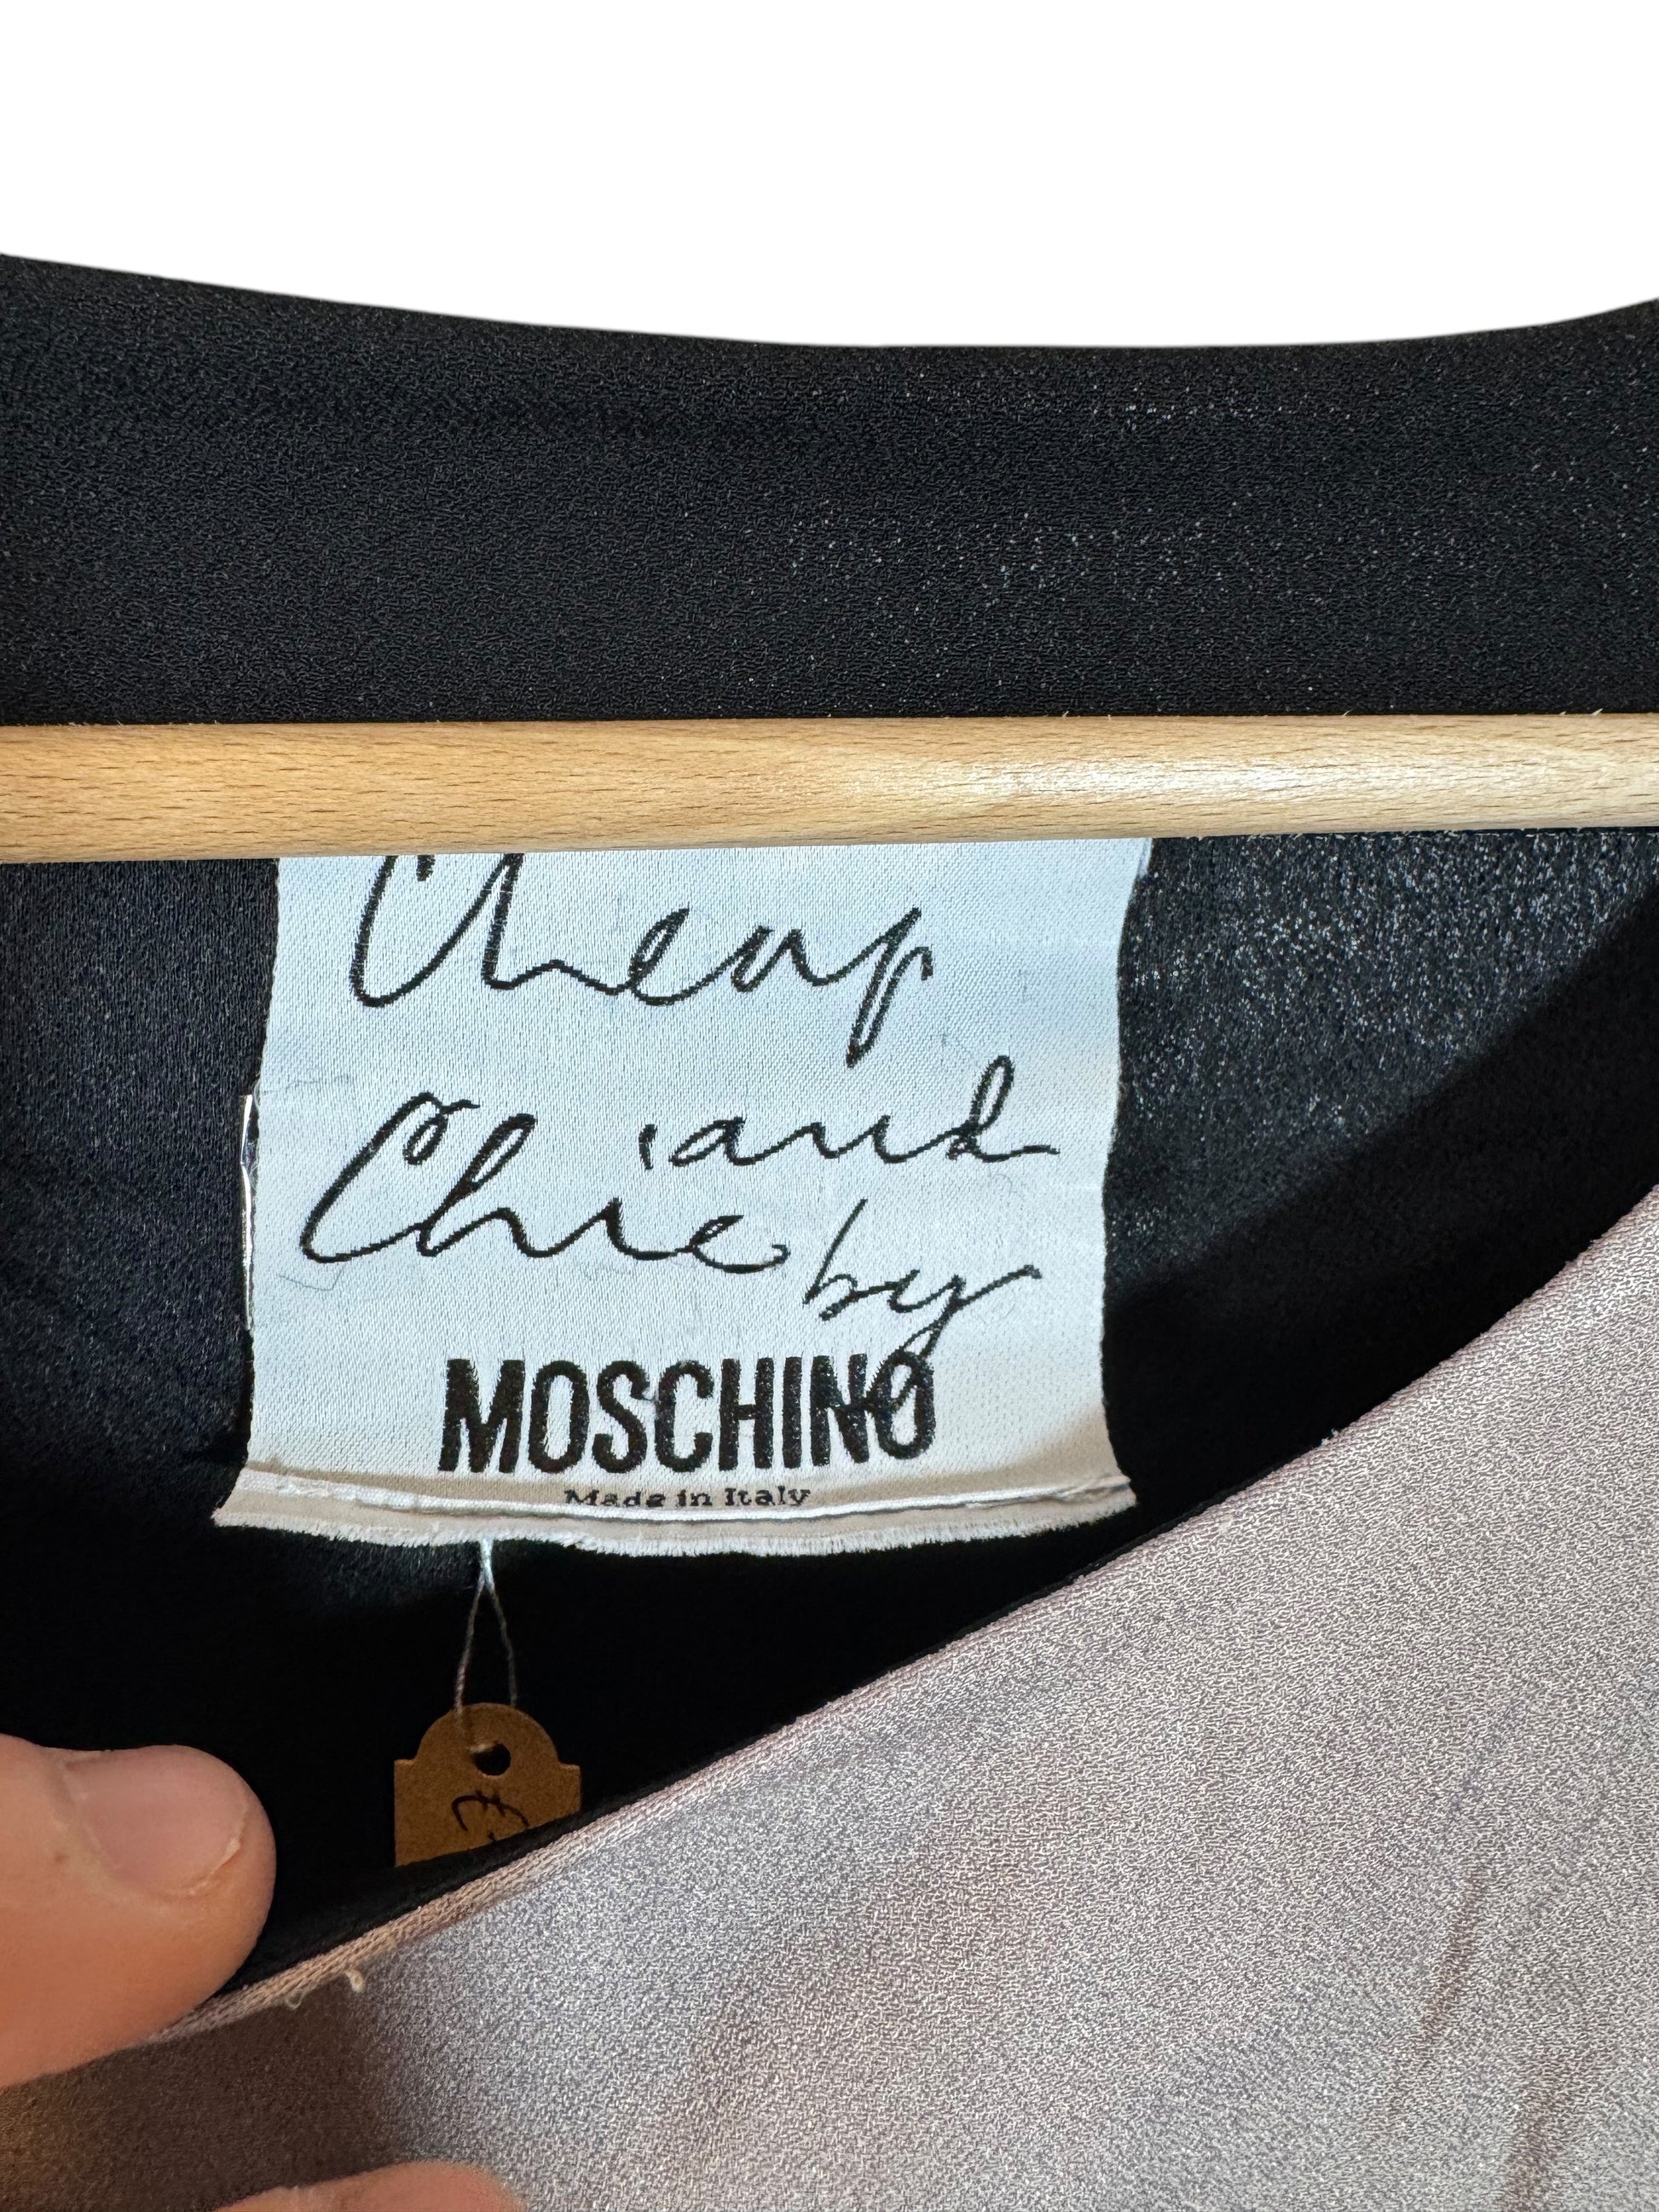 Cheap
and
Chic by
MOSCHINO
Made in Italy